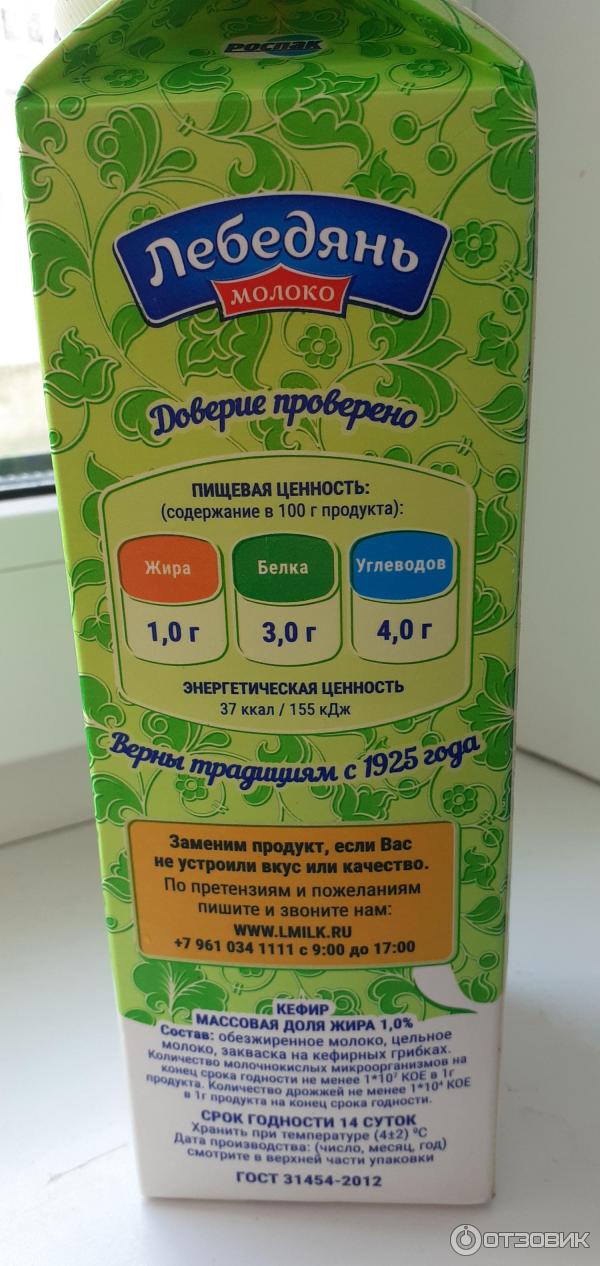 РОСПАК
Лебедянь
МОЛОКО
Доверие проверено
ПИЩЕВАЯ ЦЕННОСТЬ:
(содержание в 100 г продукта):
Жира Белка Углеводов
1,0 г 3,0 г 4,0 г
ЭНЕРГЕТИЧЕСКАЯ ЦЕННОСТЬ
37 ккал / 155 кДж
Верны традициям с 1925 года
Заменим продукт, если Вас
не устроили вкус или качество.
По претензиям и пожеланиям
пишите и звоните нам:
WWW.LMILK.RU
+7 961 034 1111 с 9:00 до 17:00
КЕФИР
МАССОВАЯ ДОЛЯ ЖИРА 1,0%
Состав: обезжиренное молоко, цельное
молоко, закваска на кефирных грибках.
Количество молочнокислых микроорганизмов на
конец срока годности не менее 1*10⁷ КОЕ в 1г
продукта. Количество дрожжей не менее 1*10⁴ КОЕ
в 1г продукта на конец срока годности.
СРОК ГОДНОСТИ 14 СУТОК
Хранить при температуре (4±2) ⁰С
Дата производства: (число, месяц, год)
смотрите в верхней части упаковки
ГОСТ 31454-2012
ОТЗОВИК